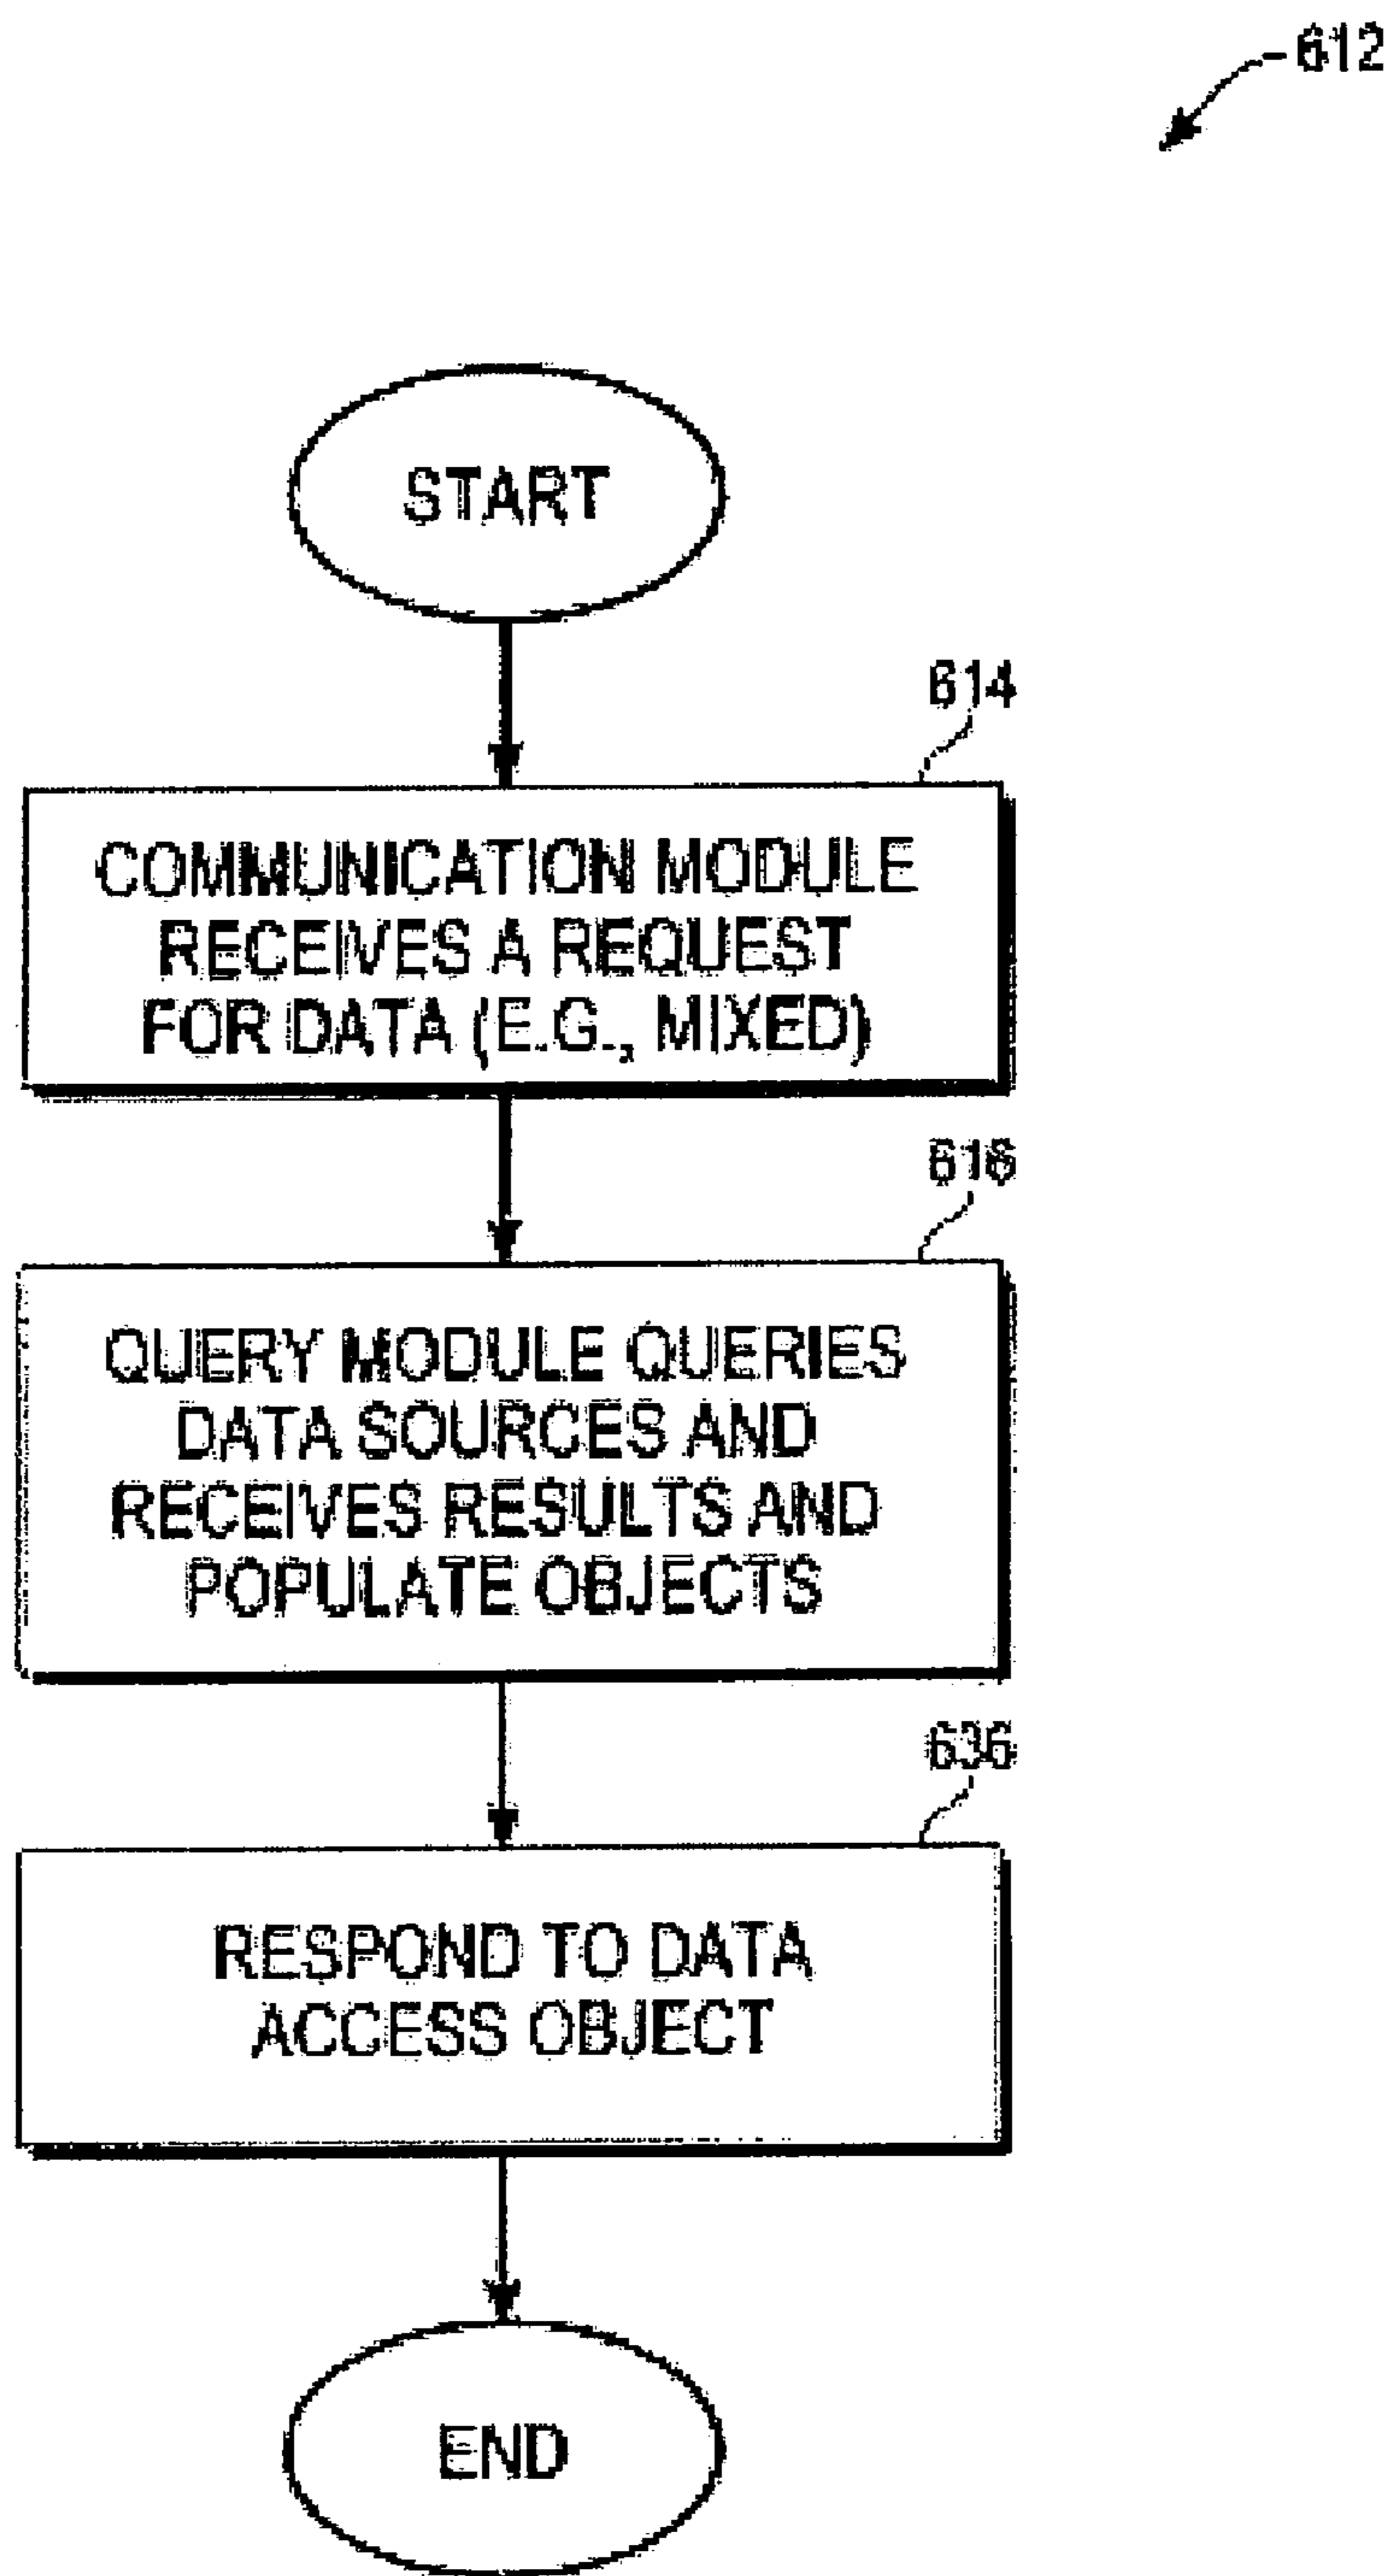 612
START
614
COMMUNICATION MODULE
RECEIVES A REQUEST
FOR DATA (E.G., MIXED)
616
QUERY MODULE QUERIES
DATA SOURCES AND
RECEIVES RESULTS AND
POPULATE OBJECTS
636
RESPOND TO DATA
ACCESS OBJECT
END